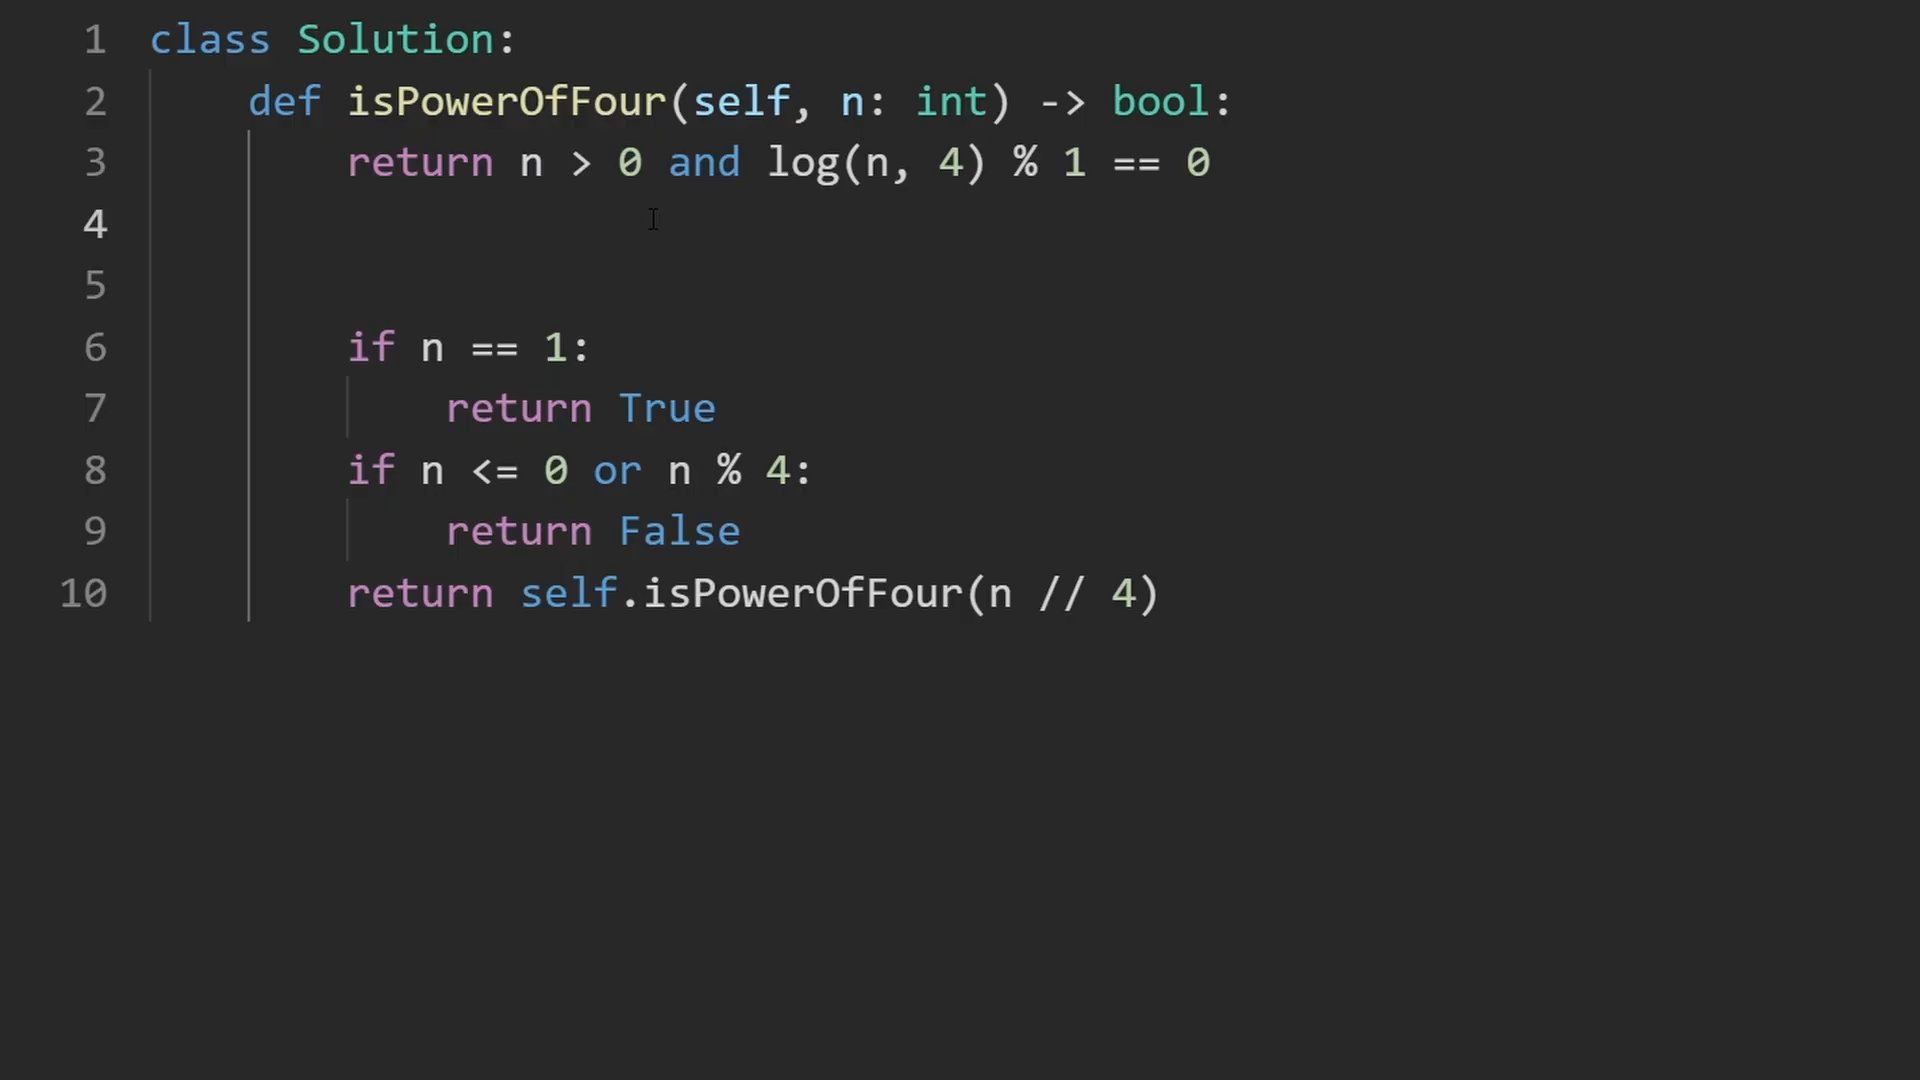 1 class Solution:
2     def isPowerOfFour(self, n: int) -> bool:
3         return n > 0 and log(n, 4) % 1 == 0
4
5
6         if n == 1:
7             return True
8         if n <= 0 or n % 4:
9             return False
10         return self.isPowerOfFour(n // 4)